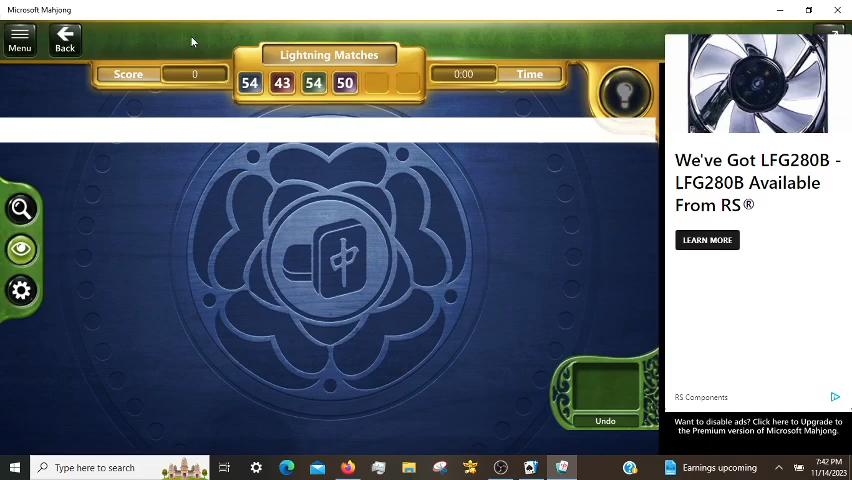 Microsoft Mahjong
Menu
Back
Lightning Matches
Score
0
54
43
54
50
0:00
Time
We've Got LFG280B -
LFG280B Available
From RS®
LEARN MORE
中
RS Components
Undo
Want to disable ads? Click here to Upgrade to
the Premium version of Microsoft Mahjong.
Type here to search
Earnings upcoming
7:42 PM
11/14/2023